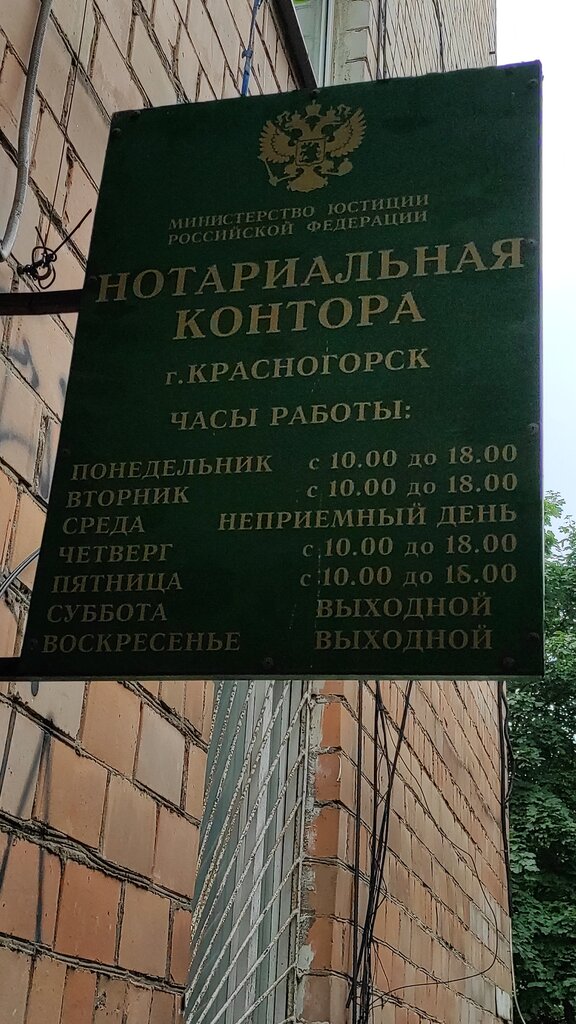 МИНИСТЕРСТВО ЮСТИЦИИ
РОССИЙСКОЙ ФЕДЕРАЦИИ
НОТАРИАЛЬНАЯ
КОНТОРА
г.КРАСНОГОРСК
ЧАСЫ РАБОТЫ:
ПОНЕДЕЛЬНИК с 10.00 до 18.00
ВТОРНИК с 10.00 до 18.00
СРЕДА НЕПРИЕМНЫЙ ДЕНЬ
ЧЕТВЕРГ с 10.00 до 18.00
ПЯТНИЦА с 10.00 до 18.00
СУББОТА ВЫХОДНОЙ
ВОСКРЕСЕНЬЕ ВЫХОДНОЙ